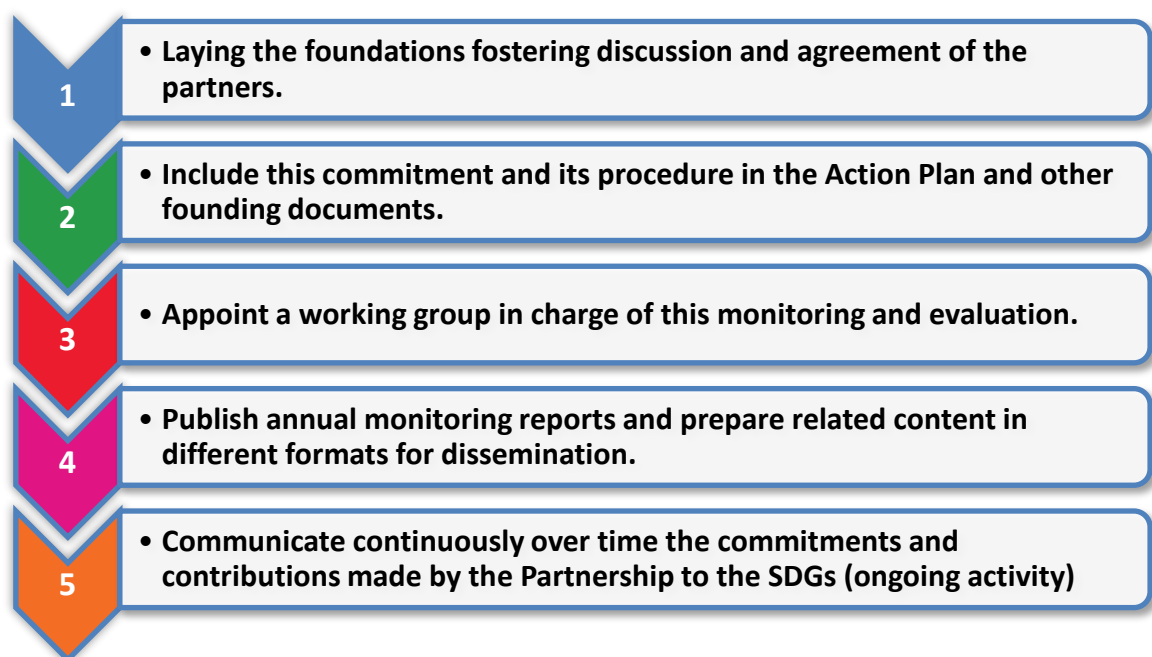 1
• Laying the foundations fostering discussion and agreement of the
partners.
2
• Include this commitment and its procedure in the Action Plan and other
founding documents.
3
• Appoint a working group in charge of this monitoring and evaluation.
4
• Publish annual monitoring reports and prepare related content in
different formats for dissemination.
5
• Communicate continuously over time the commitments and
contributions made by the Partnership to the SDGs (ongoing activity)